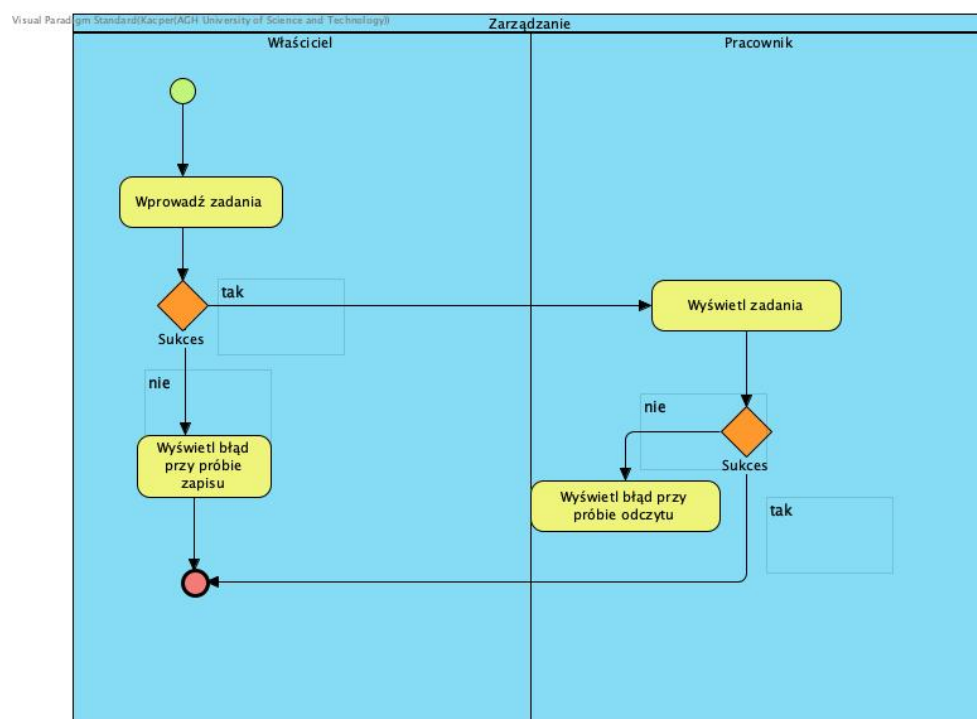 Visual Paradigm Standard(Kacper(AGH University of Science and Technology))
Zarządzanie
Właściciel
Pracownik
Wprowadź zadania
tak
Sukces
Wyświetl zadania
nie
Wyświetl błąd
przy próbie
zapisu
nie
Sukces
Wyświetl błąd przy
próbie odczytu
tak